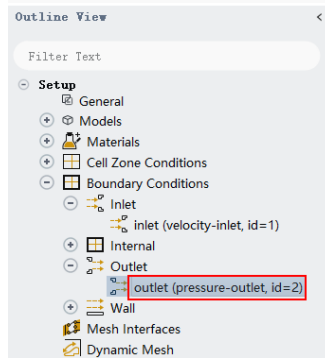 Outline View <
Filter Text
Setup
General
Models
Materials
Cell Zone Conditions
Boundary Conditions
Inlet
inlet (velocity-inlet, id=1)
Internal
Outlet
outlet (pressure-outlet, id=2)
Wall
Mesh Interfaces
Dynamic Mesh